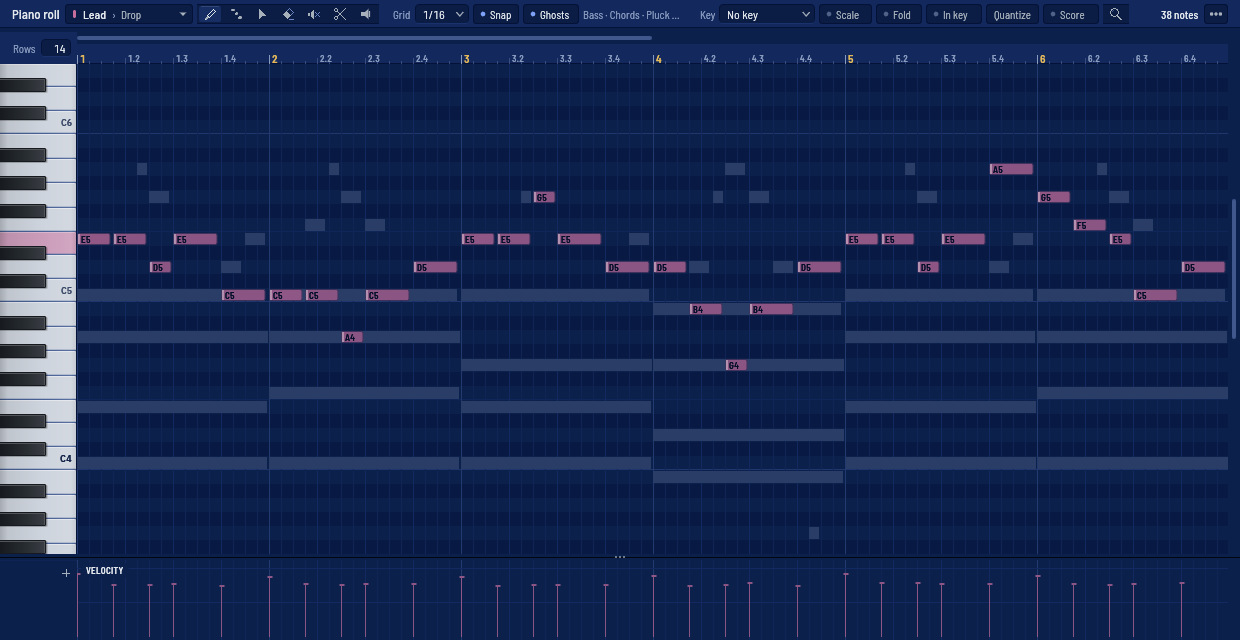 Piano roll Lead › Drop Grid 1/16 Snap Ghosts Bass · Chords · Pluck ... Key No key Scale Fold In key Quantize Score 38 notes
Rows 14
1 1.2 1.3 1.4 2 2.2 2.3 2.4 3 3.2 3.3 3.4 4 4.2 4.3 4.4 5 5.2 5.3 5.4 6 6.2 6.3 6.4
C6
A5
G5 G5
F5
E5 E5 E5 E5 E5 E5 E5 E5 E5 E5
D5 D5 D5 D5 D5 D5 D5
C5 C5 C5 C5 C5 C5 C5
B4 B4
A4
G4
C4
VELOCITY